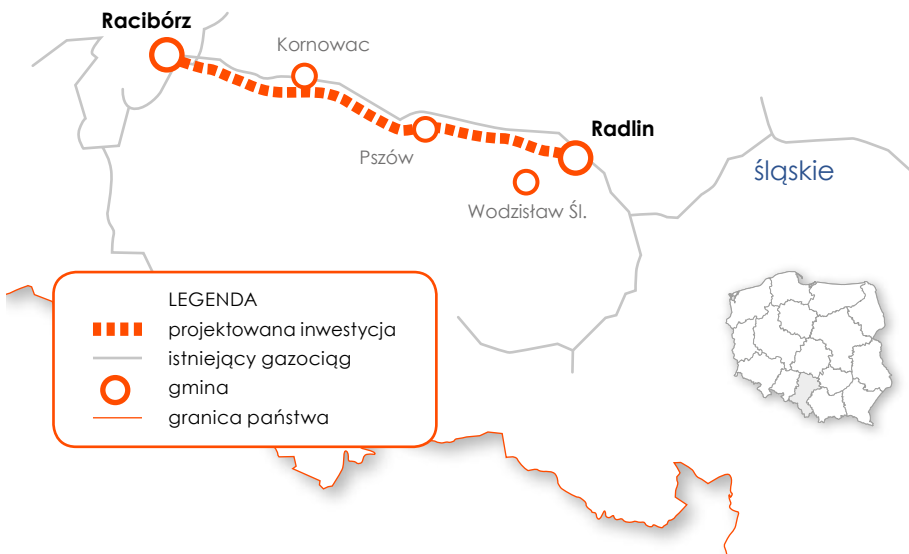 Racibórz
Kornowac
Radlin
Pszów
śląskie
Wodzisław Śl.
LEGENDA
projektowana inwestycja
istniejący gazociąg
gmina
granica państwa